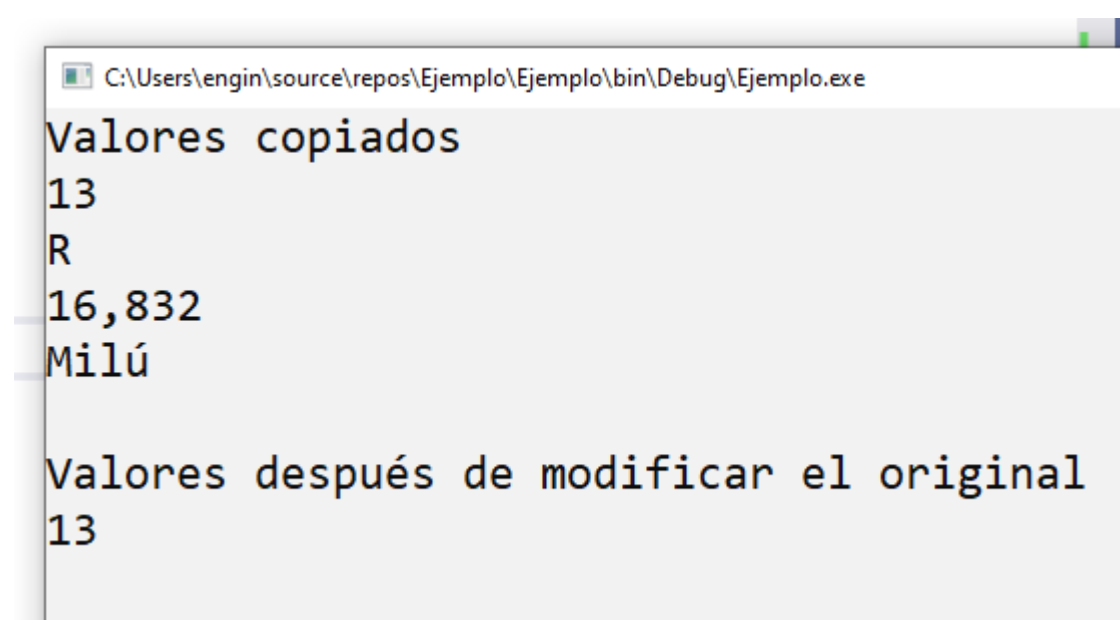 C:\Users\engin\source\repos\Ejemplo\Ejemplo\bin\Debug\Ejemplo.exe
Valores copiados
13
R
16,832
Milú
Valores después de modificar el original
13